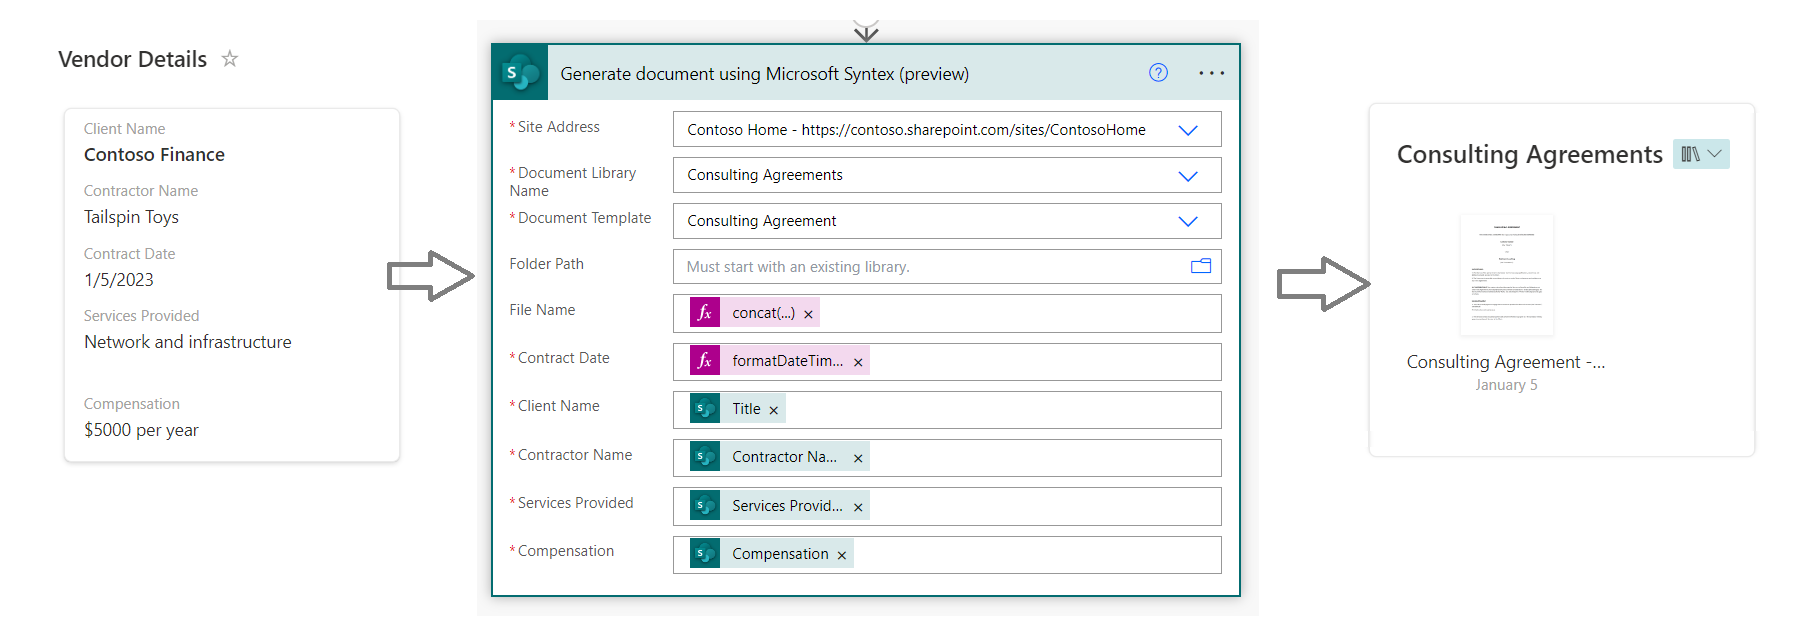 Vendor Details
Client Name
Contoso Finance
Contractor Name
Tailspin Toys
Contract Date
1/5/2023
Services Provided
Network and infrastructure
Compensation
$5000 per year
Generate document using Microsoft Syntex (preview)
* Site Address
Contoso Home - https://contoso.sharepoint.com/sites/ContosoHome
* Document Library
Name
Consulting Agreements
* Document Template
Consulting Agreement
Folder Path
Must start with an existing library.
File Name
fx concat(...) ×
* Contract Date
fx formatDateTim... ×
* Client Name
S Title ×
* Contractor Name
S Contractor Na... ×
* Services Provided
S Services Provid... ×
* Compensation
S Compensation ×
Consulting Agreements
Consulting Agreement -...
January 5